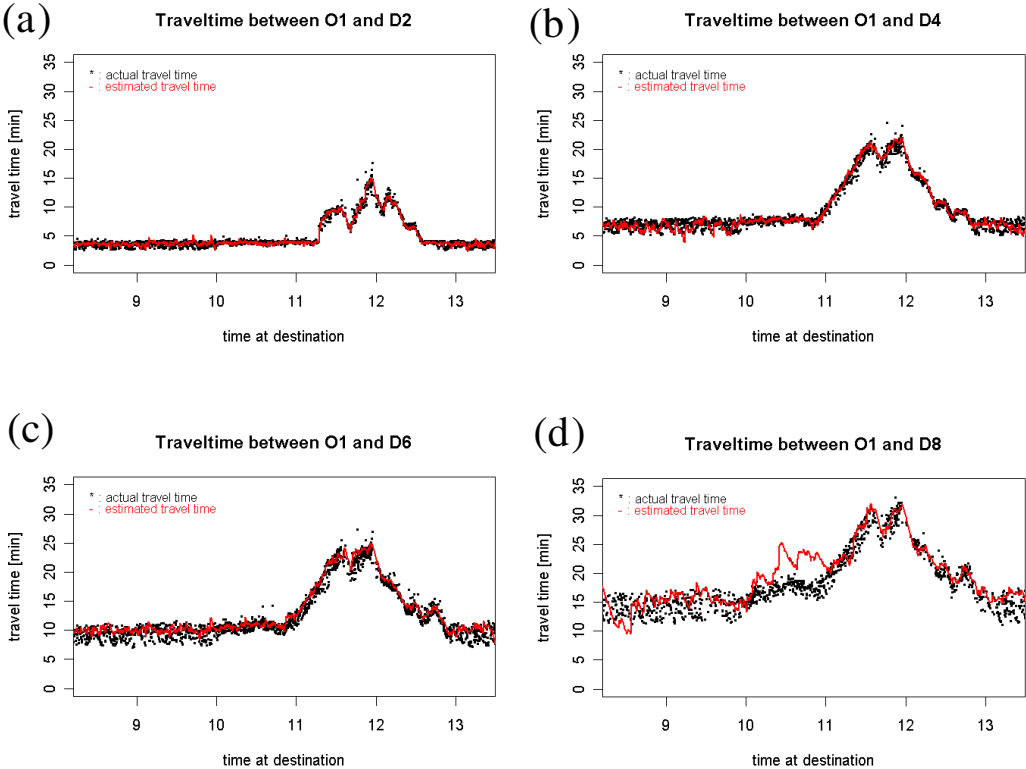 (a)
Traveltime between O1 and D2
travel time [min]
35
30
25
20
15
10
5
0
* : actual travel time
- : estimated travel time
9 10 11 12 13
time at destination
(b)
Traveltime between O1 and D4
travel time [min]
35
30
25
20
15
10
5
0
* : actual travel time
- : estimated travel time
9 10 11 12 13
time at destination
(c)
Traveltime between O1 and D6
travel time [min]
35
30
25
20
15
10
5
0
* : actual travel time
- : estimated travel time
9 10 11 12 13
time at destination
(d)
Traveltime between O1 and D8
travel time [min]
35
30
25
20
15
10
5
0
* : actual travel time
- : estimated travel time
9 10 11 12 13
time at destination